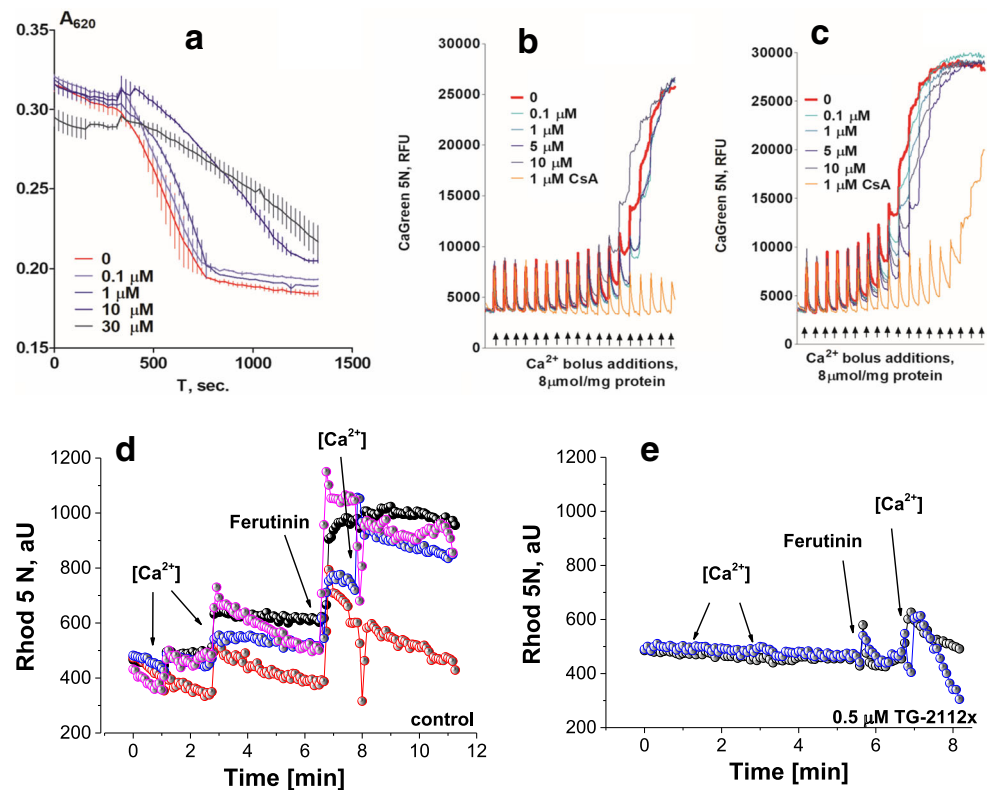 a
A620
0.35
0.30
0.25
0.20
0.15
0
0.1 μM
1 μM
10 μM
30 μM
0
500
1000
1500
T, sec.
b
CaGreen 5N, RFU
30000
25000
20000
15000
10000
5000
0
0
0.1 μM
1 μM
5 μM
10 μM
1 μM CsA
Ca2+ bolus additions,
8μmol/mg protein
c
CaGreen 5N, RFU
30000
25000
20000
15000
10000
5000
0
0
0.1 μM
1 μM
5 μM
10 μM
1 μM CsA
Ca2+ bolus additions,
8μmol/mg protein
d
Rhod 5 N, aU
1200
1000
800
600
400
200
[Ca2+]
[Ca2+]
Ferutinin
control
0
2
4
6
8
10
12
Time [min]
e
Rhod 5N, aU
1200
1000
800
600
400
200
[Ca2+]
Ferutinin
[Ca2+]
0.5 μM TG-2112x
0
2
4
6
8
Time [min]